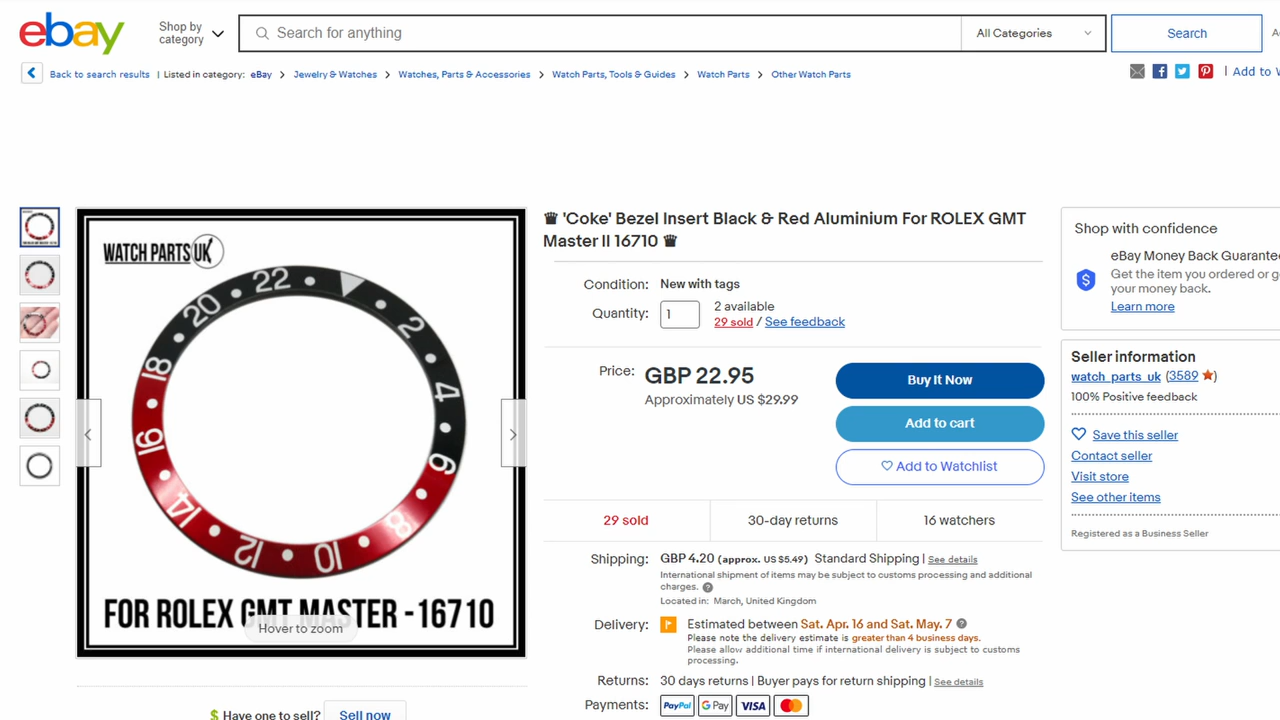 ebay
Shop by
category
Search for anything
All Categories
Search
Back to search results | Listed in category: eBay > Jewelry & Watches > Watches, Parts & Accessories > Watch Parts, Tools & Guides > Watch Parts > Other Watch Parts
| Add to
WATCH PARTS UK
22
20
2
18
4
16
6
14
8
12
10
FOR ROLEX GMT MASTER - 16710
Hover to zoom
$ Have one to sell? Sell now
♛ 'Coke' Bezel Insert Black & Red Aluminium For ROLEX GMT
Master II 16710 ♛
Condition: New with tags
Quantity: 1 2 available
29 sold / See feedback
Price: GBP 22.95
Approximately US $29.99
Buy It Now
Add to cart
Add to Watchlist
29 sold 30-day returns 16 watchers
Shipping: GBP 4.20 (approx. US $5.49) Standard Shipping | See details
International shipment of items may be subject to customs processing and additional
charges.
Located in: March, United Kingdom
Delivery: Estimated between Sat. Apr. 16 and Sat. May. 7
Please note the delivery estimate is greater than 4 business days.
Please allow additional time if international delivery is subject to customs
processing.
Returns: 30 days returns | Buyer pays for return shipping | See details
Payments: PayPal G Pay VISA
Shop with confidence
eBay Money Back Guarantee
Get the item you ordered or g
your money back.
Learn more
Seller information
watch_parts_uk (3589 ★)
100% Positive feedback
Save this seller
Contact seller
Visit store
See other items
Registered as a Business Seller